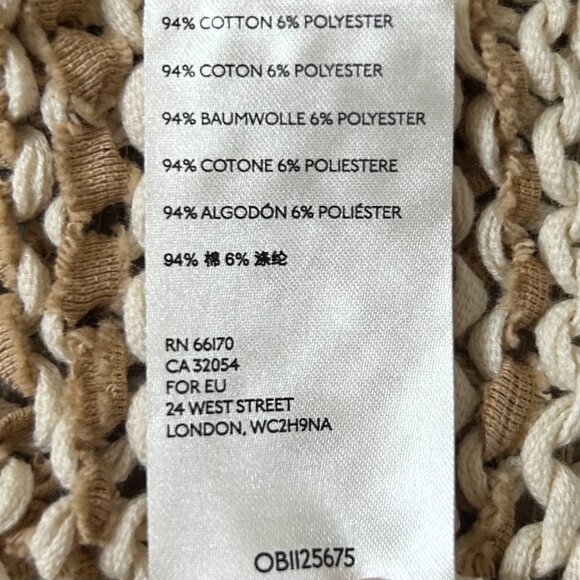 94% COTTON 6% POLYESTER
94% COTON 6% POLYESTER
94% BAUMWOLLE 6% POLYESTER
94% COTONE 6% POLIESTERE
94% ALGODÓN 6% POLIÉSTER
94% 棉 6% 涤纶
RN 66170
CA 32054
FOR EU
24 WEST STREET
LONDON, WC2H9NA
OB1125675